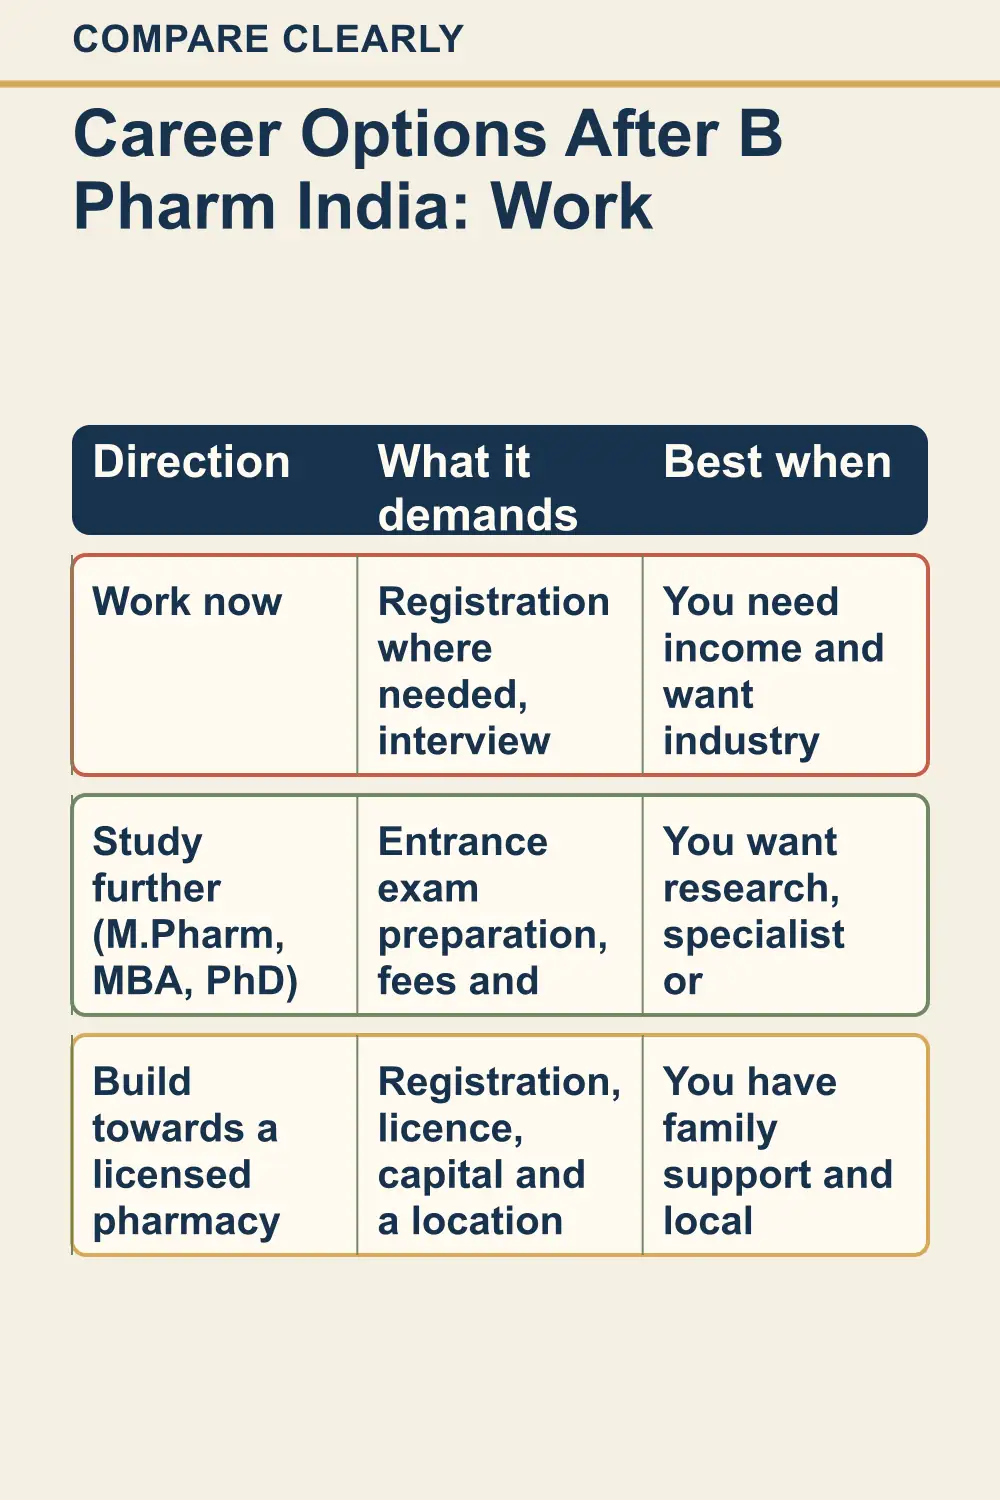 COMPARE CLEARLY
Career Options After B
Pharm India: Work
Direction
What it
demands
Best when
Work now
Registration
where
needed,
interview
You need
income and
want
industry
Study
further
(M.Pharm,
MBA, PhD)
Entrance
exam
preparation,
fees and
You want
research,
specialist
or
Build
towards a
licensed
pharmacy
Registration,
licence,
capital and
a location
You have
family
support and
local